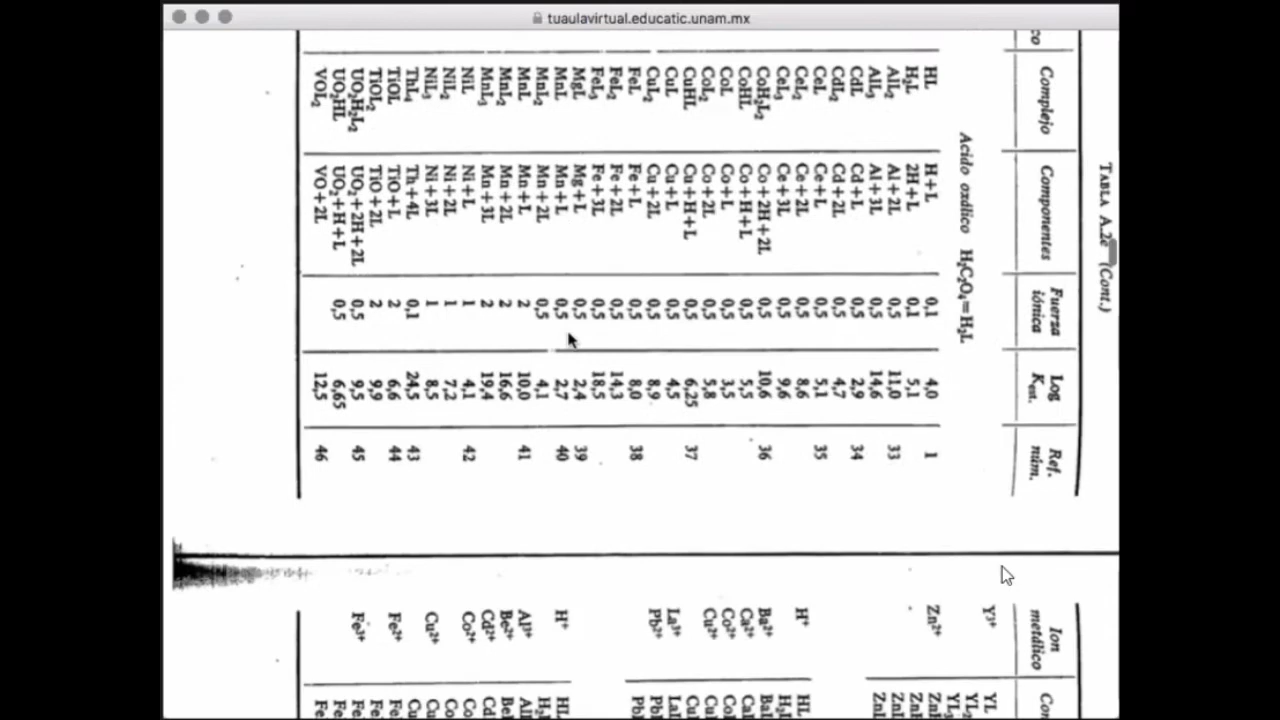 tuaulavirtual.educatic.unam.mx
TABLA A.2e (Cont.)
Complejo Componentes Fuerza iónica Log K est. Ref. núm.
Acido oxálico H₂C₂O₄=H₂L
HL H+L 0,1 4,0 1
H₂L 2H+L 0,1 5,1
AlL₂ Al+2L 0,5 11,0 33
AlL₃ Al+3L 0,5 14,6
CdL Cd+L 0,5 2,9 34
CdL₂ Cd+2L 0,5 4,7
CeL Ce+L 0,5 5,1 35
CeL₂ Ce+2L 0,5 8,6
CeL₃ Ce+3L 0,5 9,6
CoH₂L₂ Co+2H+2L 0,5 10,6 36
CoHL Co+H+L 0,5 5,5
CoL Co+L 0,5 3,5
CoL₂ Co+2L 0,5 5,8
CuHL Cu+H+L 0,5 6,25 37
CuL Cu+L 0,5 4,5
CuL₂ Cu+2L 0,5 8,9
FeL Fe+L 0,5 8,0 38
FeL₂ Fe+2L 0,5 14,3
FeL₃ Fe+3L 0,5 18,5
MgL Mg+L 0,5 2,4 39
MnL Mn+L 0,5 2,7 40
MnL₂ Mn+2L 0,5 4,1
MnL Mn+L 2 10,0 41
MnL₂ Mn+2L 2 16,6
MnL₃ Mn+3L 2 19,4
NiL Ni+L 1 4,1 42
NiL₂ Ni+2L 1 7,2
NiL₃ Ni+3L 1 8,5
ThL₄ Th+4L 0,1 24,5 43
TiOL TiO+L 2 6,6 44
TiOL₂ TiO+2L 2 9,9
UO₂H₂L₂ UO₂+2H+2L 0,5 9,5 45
UO₂HL UO₂+H+L 0,5 6,65
VOL₂ VO+2L 12,5 46
Ion metálico
Y³⁺ YL
Zn²⁺
H⁺ HL
Ba²⁺
Ca²⁺
Co²⁺
Cu²⁺
La³⁺
Pb²⁺
H⁺ HL
Al³⁺
Be²⁺
Cd²⁺
Co²⁺
Cu²⁺
Fe²⁺
Fe³⁺